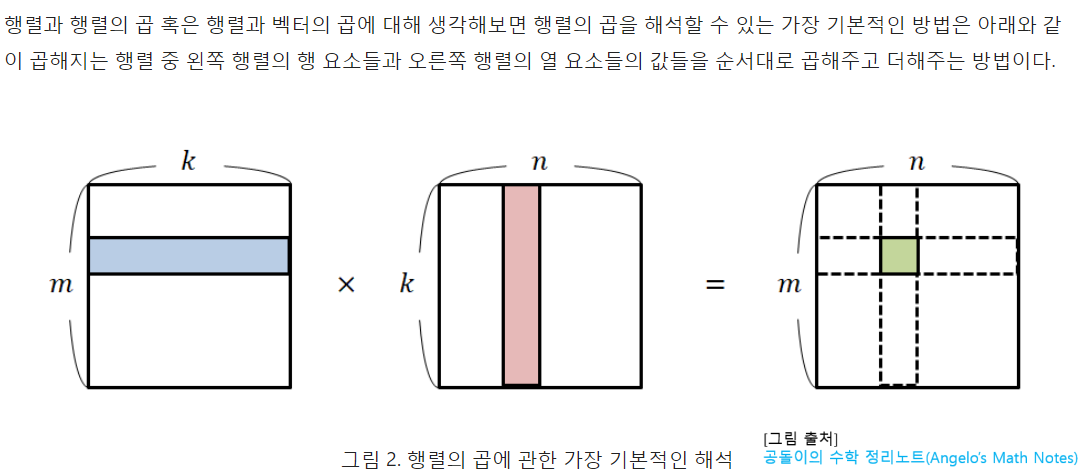 행렬과 행렬의 곱 혹은 행렬과 벡터의 곱에 대해 생각해보면 행렬의 곱을 해석할 수 있는 가장 기본적인 방법은 아래와 같
이 곱해지는 행렬 중 왼쪽 행렬의 행 요소들과 오른쪽 행렬의 열 요소들의 값들을 순서대로 곱해주고 더해주는 방법이다.
k
n
n
m
×
k
=
m
[그림 출처]
그림 2. 행렬의 곱에 관한 가장 기본적인 해석
공돌이의 수학 정리노트(Angelo's Math Notes)